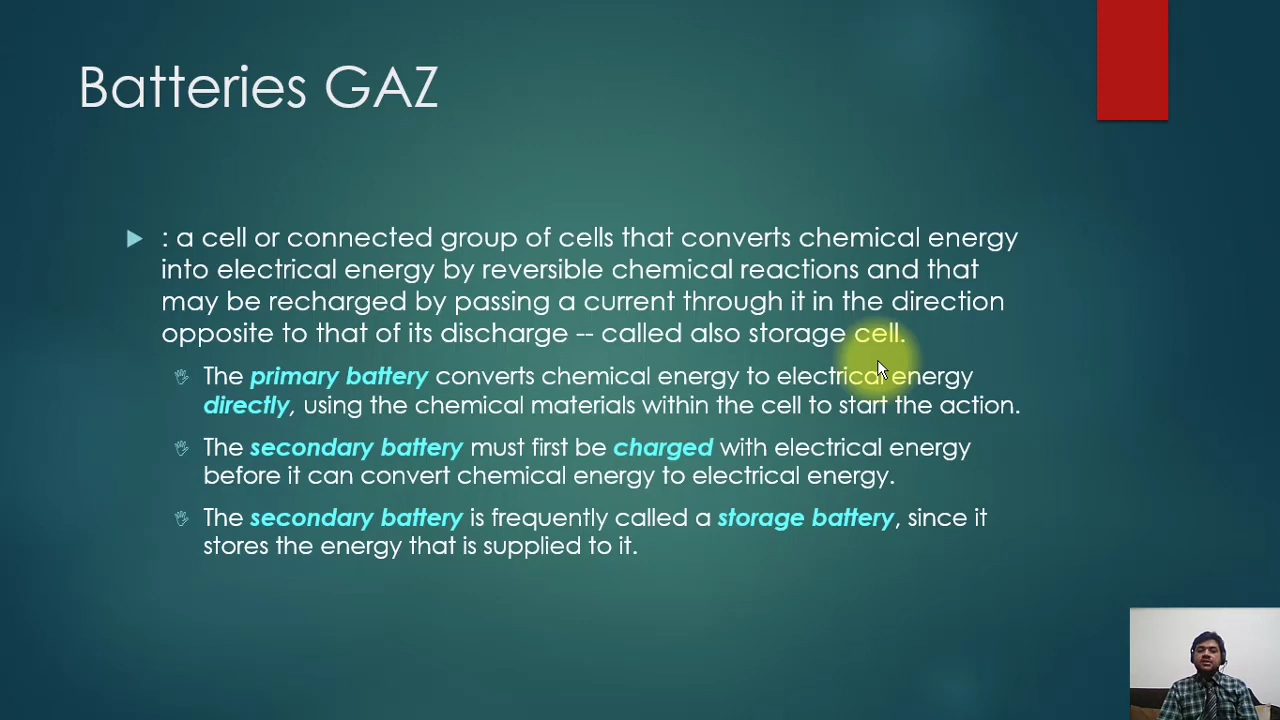 Batteries GAZ
: a cell or connected group of cells that converts chemical energy
into electrical energy by reversible chemical reactions and that
may be recharged by passing a current through it in the direction
opposite to that of its discharge -- called also storage cell.
The primary battery converts chemical energy to electrical energy
directly, using the chemical materials within the cell to start the action.
The secondary battery must first be charged with electrical energy
before it can convert chemical energy to electrical energy.
The secondary battery is frequently called a storage battery, since it
stores the energy that is supplied to it.